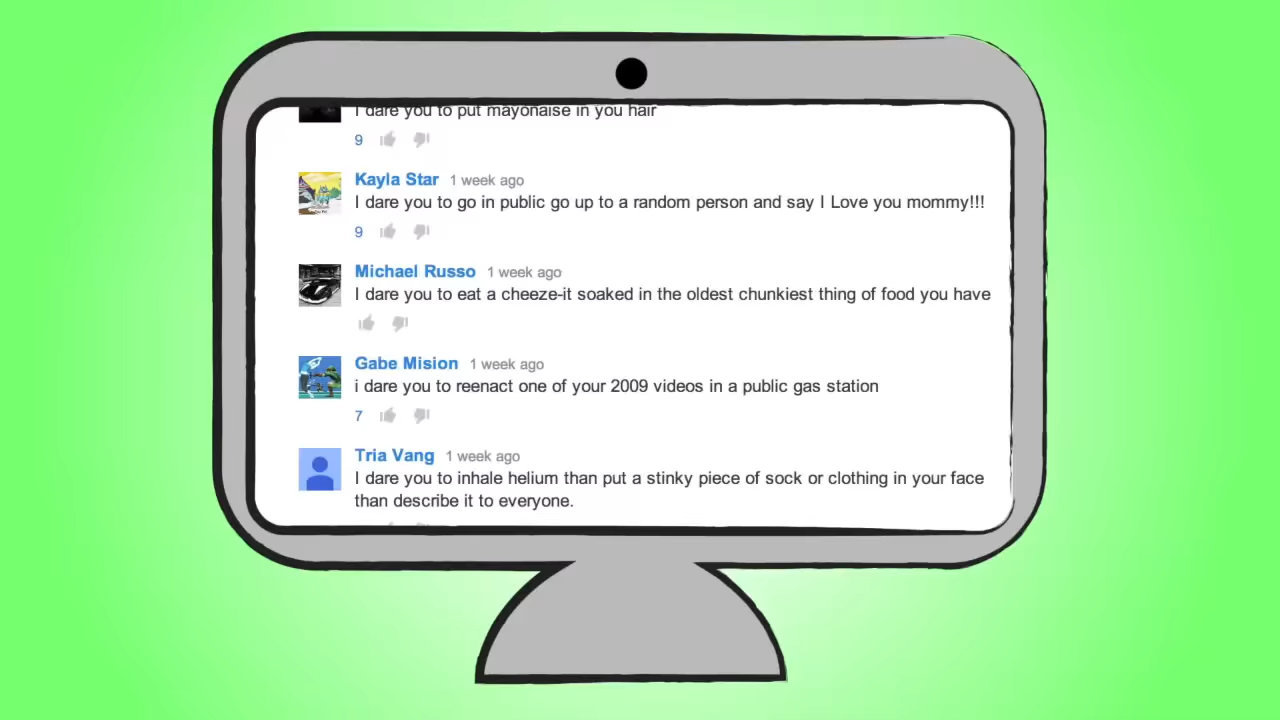 I dare you to put mayonaise in you hair
9
Kayla Star 1 week ago
I dare you to go in public go up to a random person and say I Love you mommy!!!
9
Michael Russo 1 week ago
I dare you to eat a cheeze-it soaked in the oldest chunkiest thing of food you have
Gabe Mision 1 week ago
i dare you to reenact one of your 2009 videos in a public gas station
7
Tria Vang 1 week ago
I dare you to inhale helium than put a stinky piece of sock or clothing in your face
than describe it to everyone.